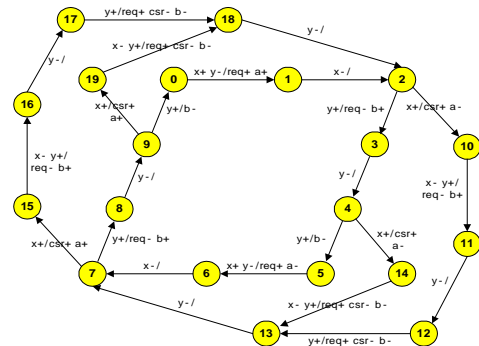 17
y+/req+ csr- b-
18
y-/
x- y+/req+ csr- b-
y-/
19
0
x+ y-/req+ a+
1
x-/
2
16
x+/csr+
a+
y+/b-
y+/req- b+
x+/csr+ a-
9
3
10
x- y+/
req- b+
y-/
y-/
x- y+/
req- b+
15
8
4
x+/csr+
a-
11
x+/csr+ a+
y+/req- b+
y+/b-
y-/
7
x-/
6
x+ y-/req+ a-
5
14
y-/
x- y+/req+ csr- b-
13
y+/req+ csr- b-
12